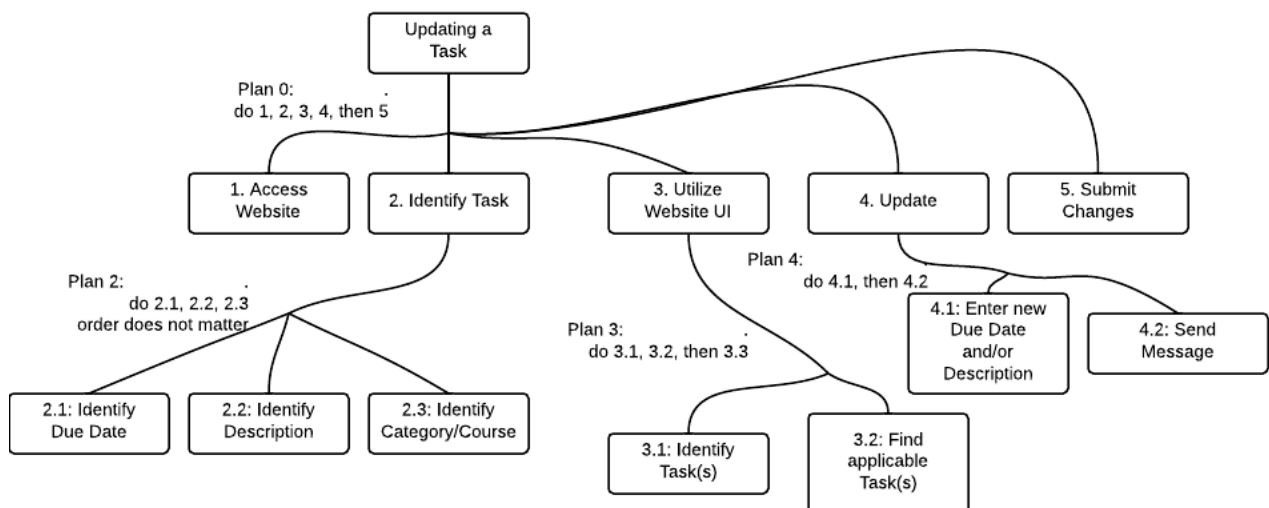 Updating a
Task
Plan 0: .
do 1, 2, 3, 4, then 5
1. Access
Website
2. Identify Task
3. Utilize
Website UI
4. Update
5. Submit
Changes
Plan 2: .
do 2.1, 2.2, 2.3
order does not matter
2.1: Identify
Due Date
2.2: Identify
Description
2.3: Identify
Category/Course
Plan 3: .
do 3.1, 3.2, then 3.3
3.1: Identify
Task(s)
3.2: Find
applicable
Task(s)
Plan 4: .
do 4.1, then 4.2
4.1: Enter new
Due Date
and/or
Description
4.2: Send
Message